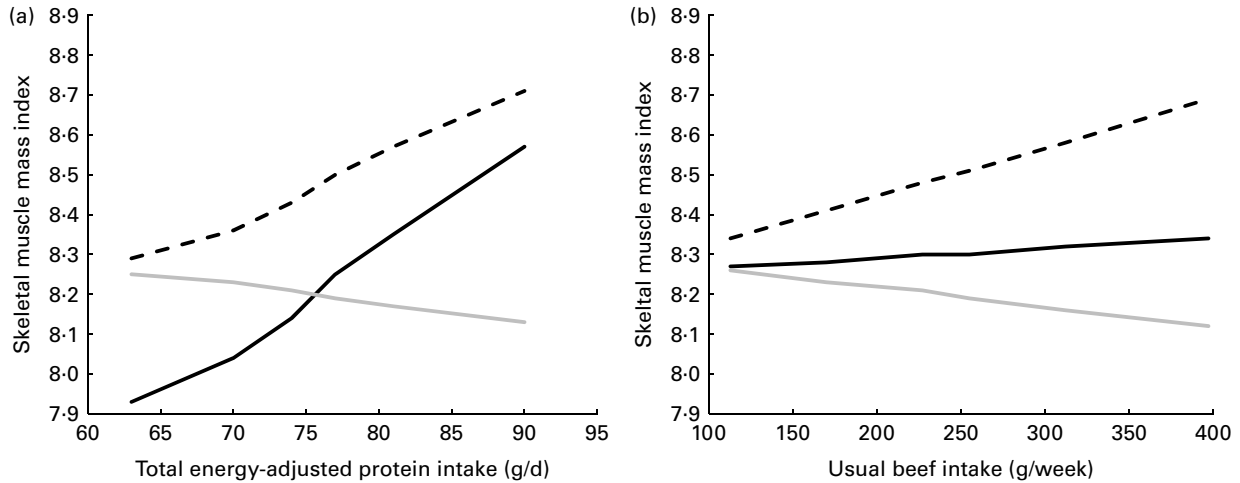 (a)
8·9
8·8
8·7
8·6
8·5
8·4
8·3
8·2
8·1
8·0
7·9
Skeletal muscle mass index
60 65 70 75 80 85 90 95
Total energy-adjusted protein intake (g/d)
(b)
8·9
8·8
8·7
8·6
8·5
8·4
8·3
8·2
8·1
8·0
7·9
Skeltal muscle mass index
100 150 200 250 300 350 400
Usual beef intake (g/week)